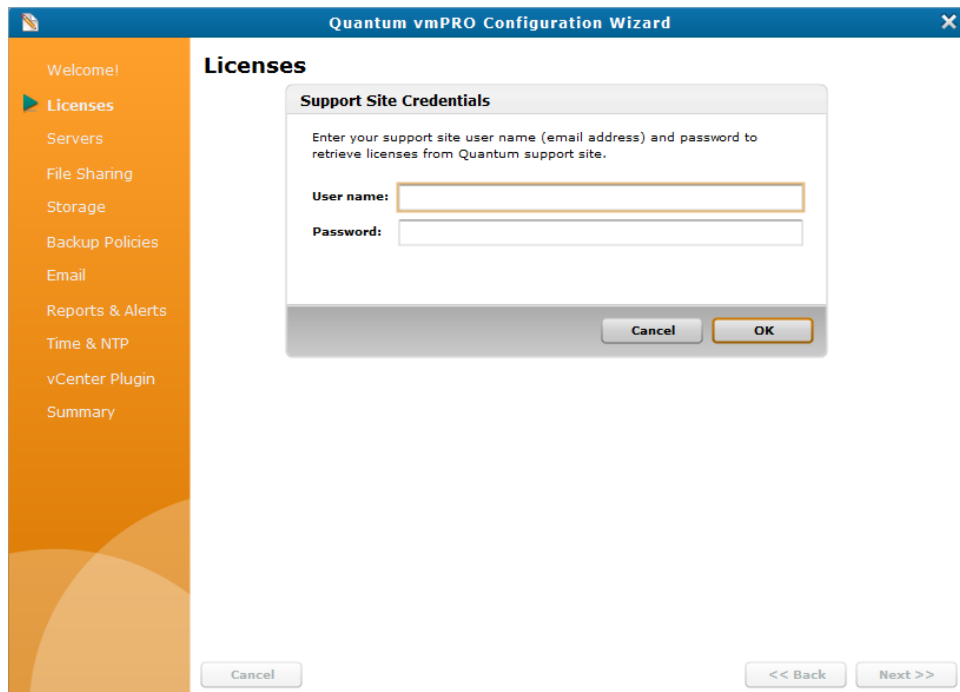 Quantum vmPRO Configuration Wizard
Welcome!
Licenses
Servers
File Sharing
Storage
Backup Policies
Email
Reports & Alerts
Time & NTP
vCenter Plugin
Summary
Licenses
Support Site Credentials
Enter your support site user name (email address) and password to
retrieve licenses from Quantum support site.
User name:
Password:
Cancel
OK
Cancel
<< Back
Next >>